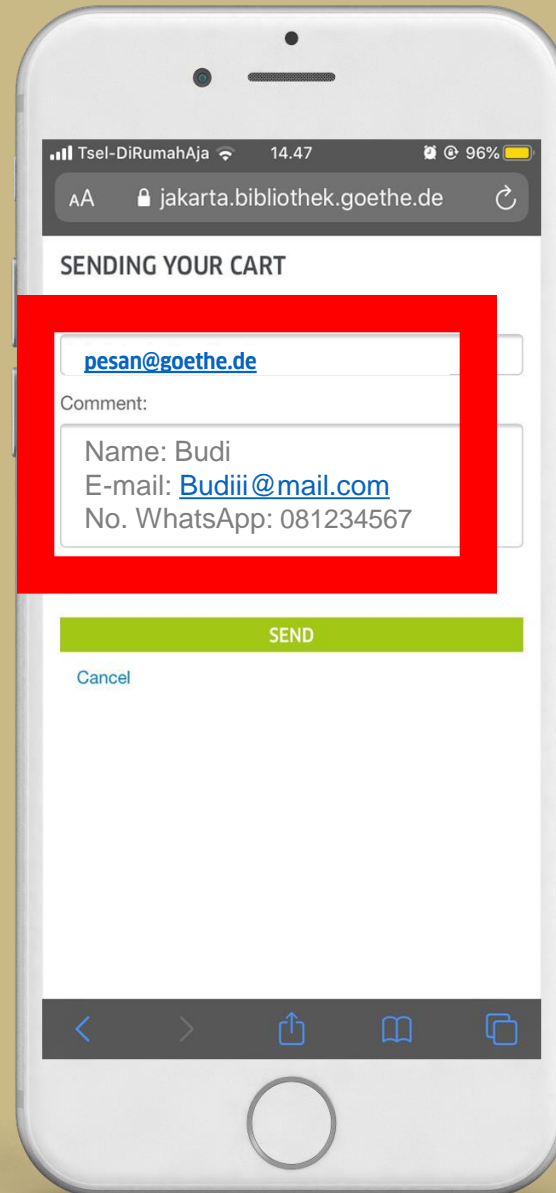 Tsel-DiRumahAja 14.47 96%
AA jakarta.bibliothek.goethe.de
SENDING YOUR CART
pesan@goethe.de
Comment:
Name: Budi
E-mail: Budiii@mail.com
No. WhatsApp: 081234567
SEND
Cancel